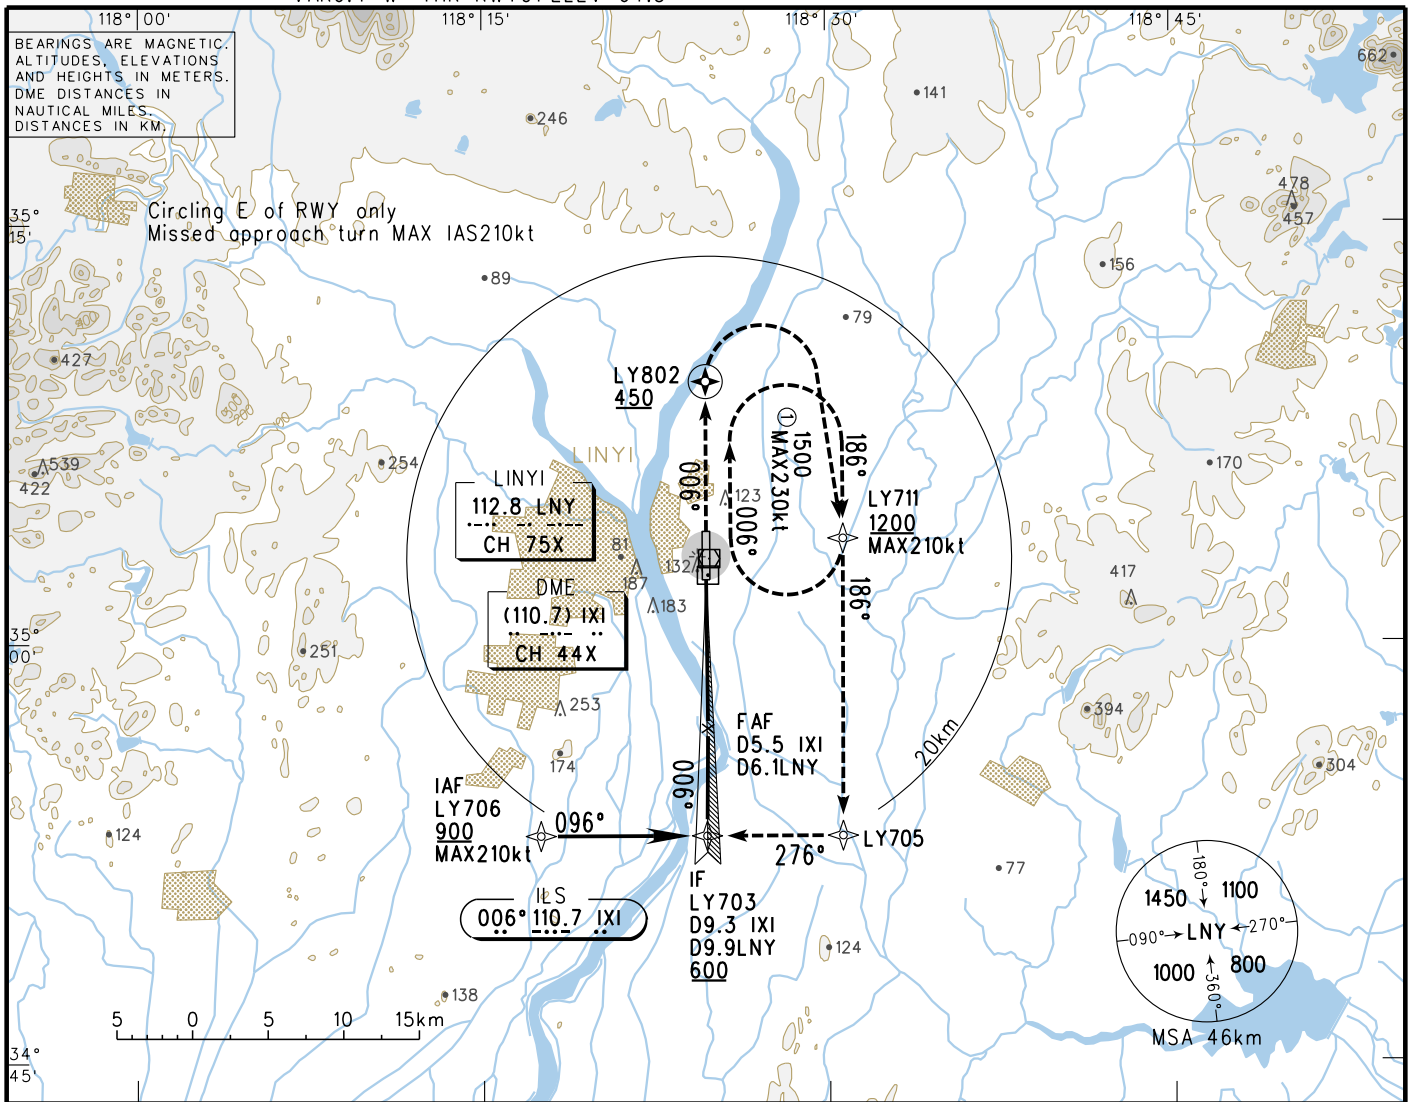 118°00'
118°15'
118°30'
118°45'
BEARINGS ARE MAGNETIC.
ALTITUDES, ELEVATIONS
AND HEIGHTS IN METERS.
DME DISTANCES IN
NAUTICAL MILES.
DISTANCES IN KM.
662
141
246
478
457
35°
15'
Circling E of RWY only
Missed approach turn MAX IAS210kt
156
89
79
400
427
LY802
450
300
200
①
1500
MAX230kt
186°
LINYI
539
422
254
170
006°
123
006°
LINYI
112.8 LNY
CH 75X
LY711
1200
MAX210kt
81
187
132
183
417
DME
(110.7) IXI
CH 44X
186°
35°
00'
251
253
394
FAF
D5.5 IXI
D6.1LNY
20km
174
304
006°
IAF
LY706
900
MAX210kt
096°
124
LY705
276°
77
IF
LY703
D9.3 IXI
D9.9LNY
600
ILS
006° 110.7 IXI
124
180°
1450
1100
090°
LNY
270°
1000
800
360°
MSA 46km
138
5 0 5 10 15km
34°
45'